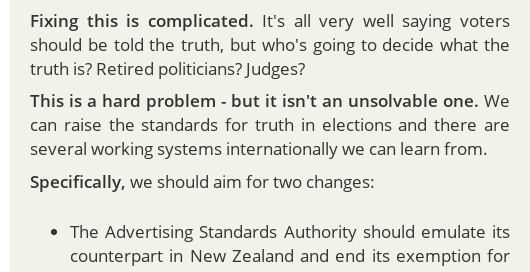 Fixing this is complicated. It's all very well saying voters
should be told the truth, but who's going to decide what the
truth is? Retired politicians? Judges?
This is a hard problem - but it isn't an unsolvable one. We
can raise the standards for truth in elections and there are
several working systems internationally we can learn from.
Specifically, we should aim for two changes:
• The Advertising Standards Authority should emulate its
counterpart in New Zealand and end its exemption for